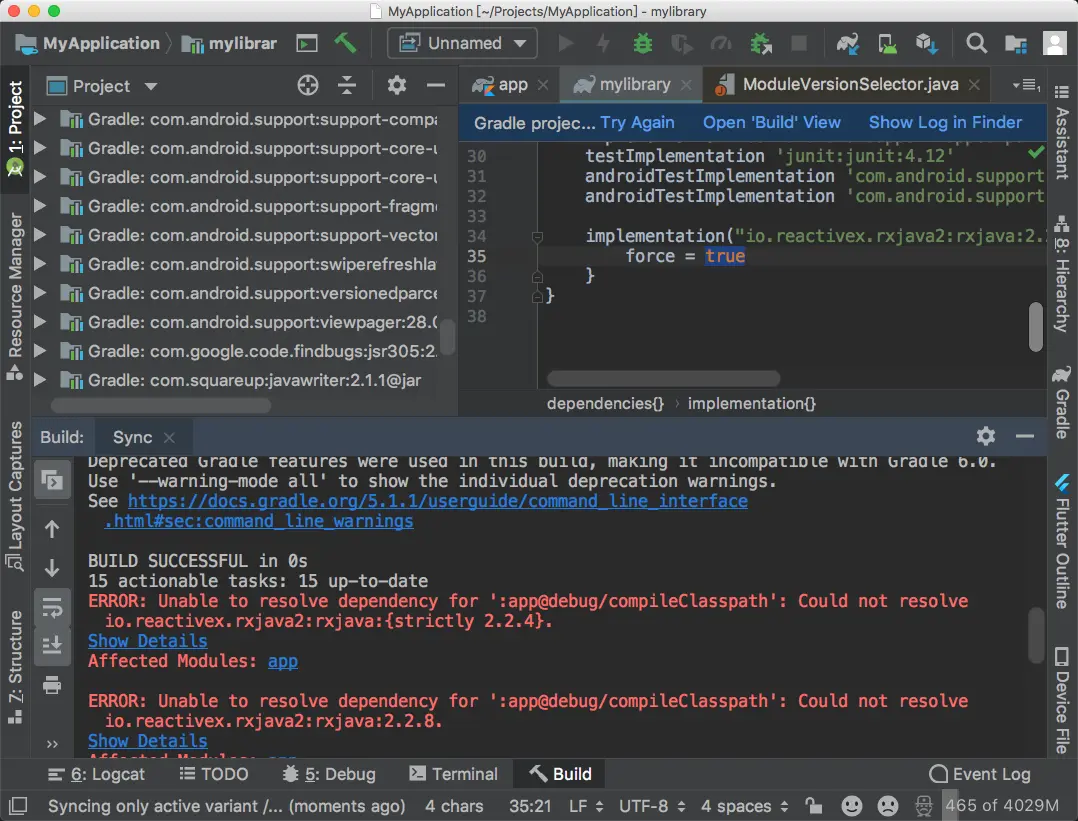 MyApplication [~/Projects/MyApplication] - mylibrary
MyApplication mylibrar Unnamed
1: Project
Resource Manager
Layout Captures
Z: Structure
Project
Gradle: com.android.support:support-compa
Gradle: com.android.support:support-core-u
Gradle: com.android.support:support-core-u
Gradle: com.android.support:support-fragme
Gradle: com.android.support:support-vector
Gradle: com.android.support:swiperefreshla
Gradle: com.android.support:versionedparce
Gradle: com.android.support:viewpager:28.0
Gradle: com.google.code.findbugs:jsr305:2.
Gradle: com.squareup:javawriter:2.1.1@jar
app mylibrary ModuleVersionSelector.java
Gradle projec... Try Again Open 'Build' View Show Log in Finder
30 testImplementation 'junit:junit:4.12'
31 androidTestImplementation 'com.android.support
32 androidTestImplementation 'com.android.support
33
34 implementation("io.reactivex.rxjava2:rxjava:2.
35 force = true
36 }
37 }
38
dependencies{} › implementation{}
Assistant
8: Hierarchy
Gradle
Flutter Outline
Device File
Build: Sync
Deprecated Gradle features were used in this build, making it incompatible with Gradle 6.0.
Use '--warning-mode all' to show the individual deprecation warnings.
See https://docs.gradle.org/5.1.1/userguide/command_line_interface
.html#sec:command_line_warnings
BUILD SUCCESSFUL in 0s
15 actionable tasks: 15 up-to-date
ERROR: Unable to resolve dependency for ':app@debug/compileClasspath': Could not resolve
io.reactivex.rxjava2:rxjava:{strictly 2.2.4}.
Show Details
Affected Modules: app
ERROR: Unable to resolve dependency for ':app@debug/compileClasspath': Could not resolve
io.reactivex.rxjava2:rxjava:2.2.8.
Show Details
Affected Modules: app
6: Logcat TODO 5: Debug Terminal Build Event Log
Syncing only active variant /... (moments ago) 4 chars 35:21 LF UTF-8 4 spaces 465 of 4029M